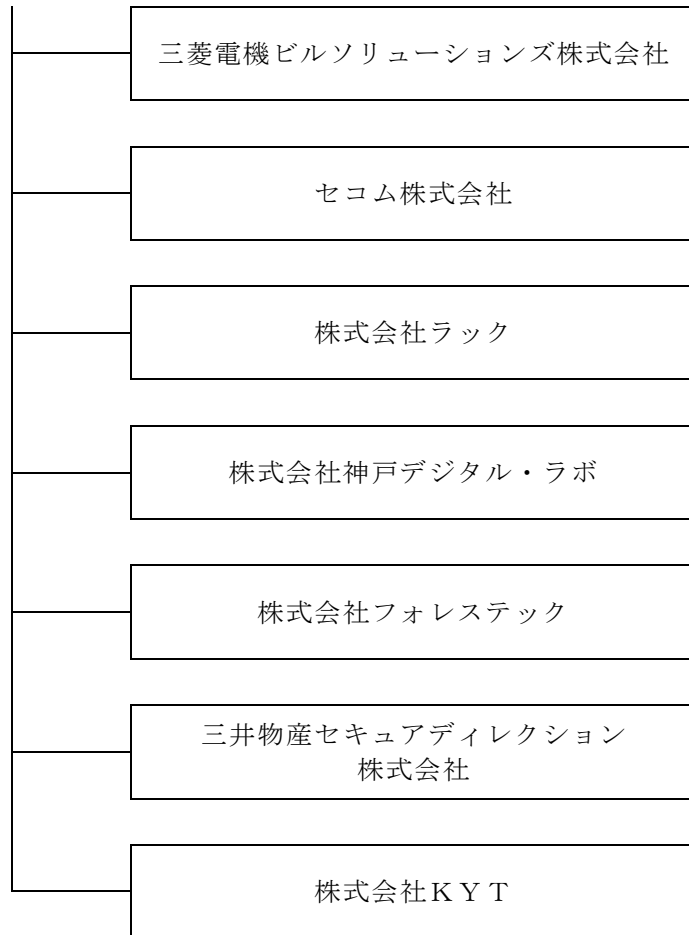 三菱電機ビルソリューションズ株式会社
セコム株式会社
株式会社ラック
株式会社神戸デジタル・ラボ
株式会社フォレステック
三井物産セキュアディレクション
株式会社
株式会社ＫＹＴ